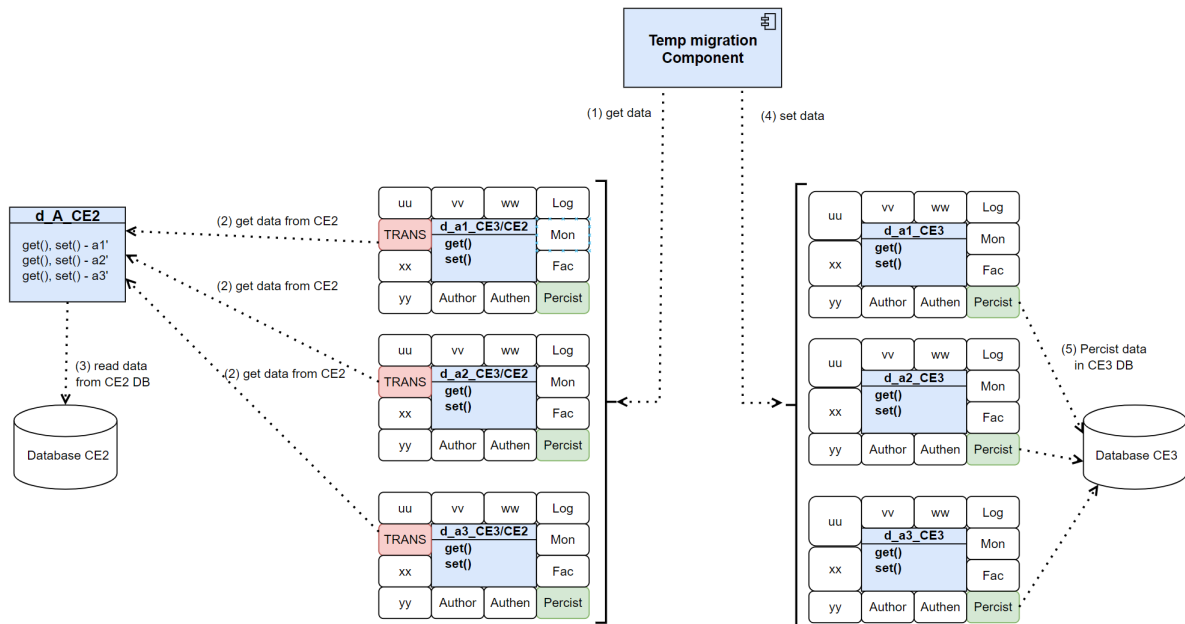 Temp migration
Component
(1) get data
(4) set data
d_A_CE2
get(), set() - a1'
get(), set() - a2'
get(), set() - a3'
(2) get data from CE2
(2) get data from CE2
(2) get data from CE2
(3) read data
from CE2 DB
Database CE2
uu
vv
ww
Log
TRANS
d_a1_CE3/CE2
get()
set()
Mon
xx
Fac
yy
Author
Authen
Percist
uu
vv
ww
Log
TRANS
d_a2_CE3/CE2
get()
set()
Mon
xx
Fac
yy
Author
Authen
Percist
uu
vv
ww
Log
TRANS
d_a3_CE3/CE2
get()
set()
Mon
xx
Fac
yy
Author
Authen
Percist
uu
vv
ww
Log
d_a1_CE3
get()
set()
Mon
xx
Fac
yy
Author
Authen
Percist
uu
vv
ww
Log
d_a2_CE3
get()
set()
Mon
xx
Fac
yy
Author
Authen
Percist
uu
vv
ww
Log
d_a3_CE3
get()
set()
Mon
xx
Fac
yy
Author
Authen
Percist
(5) Percist data
in CE3 DB
Database CE3